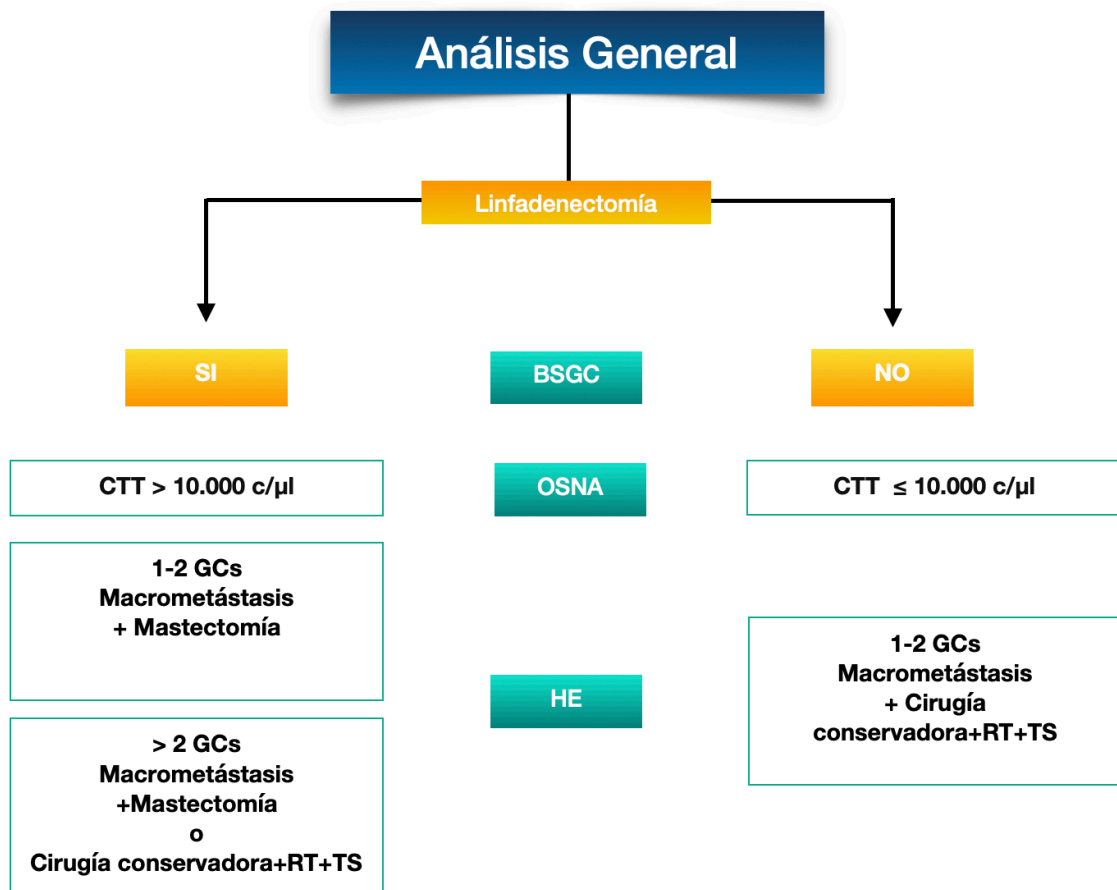 Análisis General
Linfadenectomía
SI
BSGC
NO
CTT > 10.000 c/µl
OSNA
CTT ≤ 10.000 c/µl
1-2 GCs
Macrometástasis
+ Mastectomía
HE
1-2 GCs
Macrometástasis
+ Cirugía
conservadora+RT+TS
> 2 GCs
Macrometástasis
+Mastectomía
o
Cirugía conservadora+RT+TS